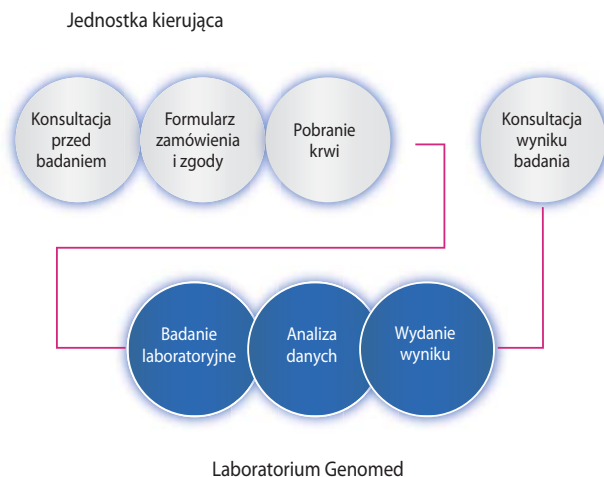 Jednostka kierująca
Konsultacja
przed
badaniem
Formularz
zamówienia
i zgody
Pobranie
krwi
Konsultacja
wyniku
badania
Badanie
laboratoryjne
Analiza
danych
Wydanie
wyniku
Laboratorium Genomed